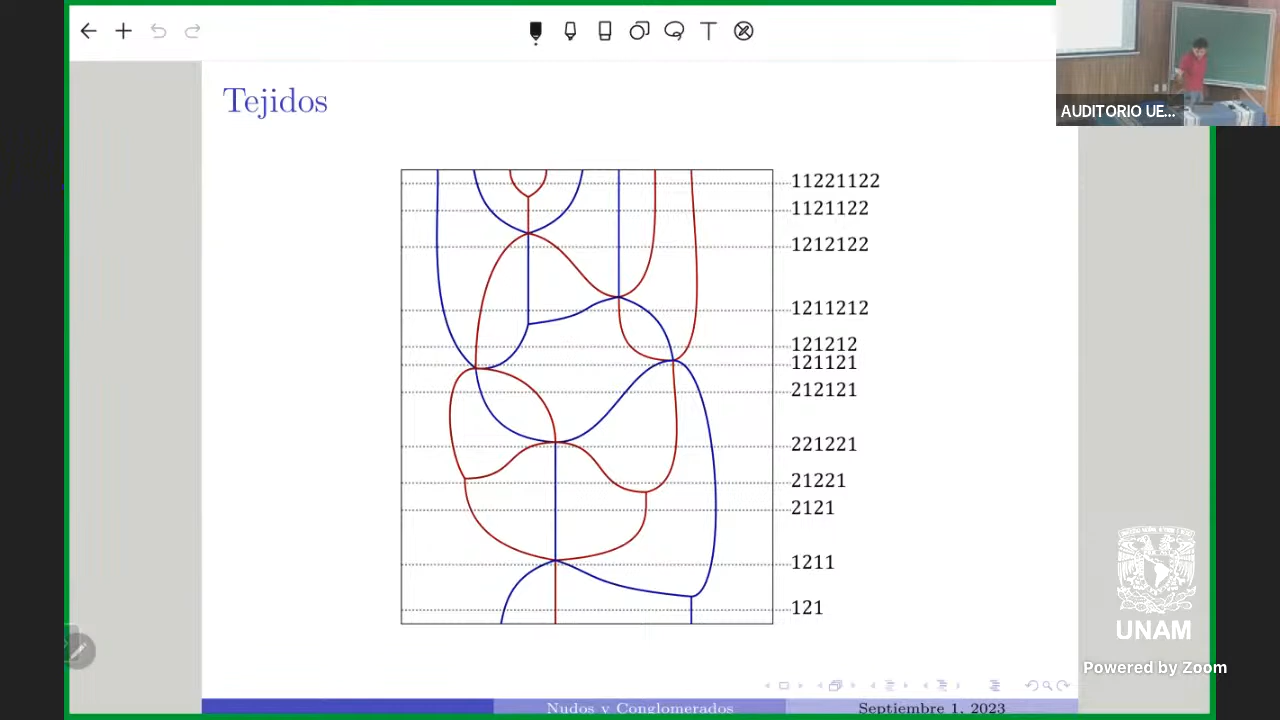 AUDITORIO UE...
Tejidos
11221122
1121122
1212122
1211212
121212
121121
212121
221221
21221
2121
1211
121
UNAM
Powered by Zoom
Nudos y Conglomerados
Septiembre 1, 2023